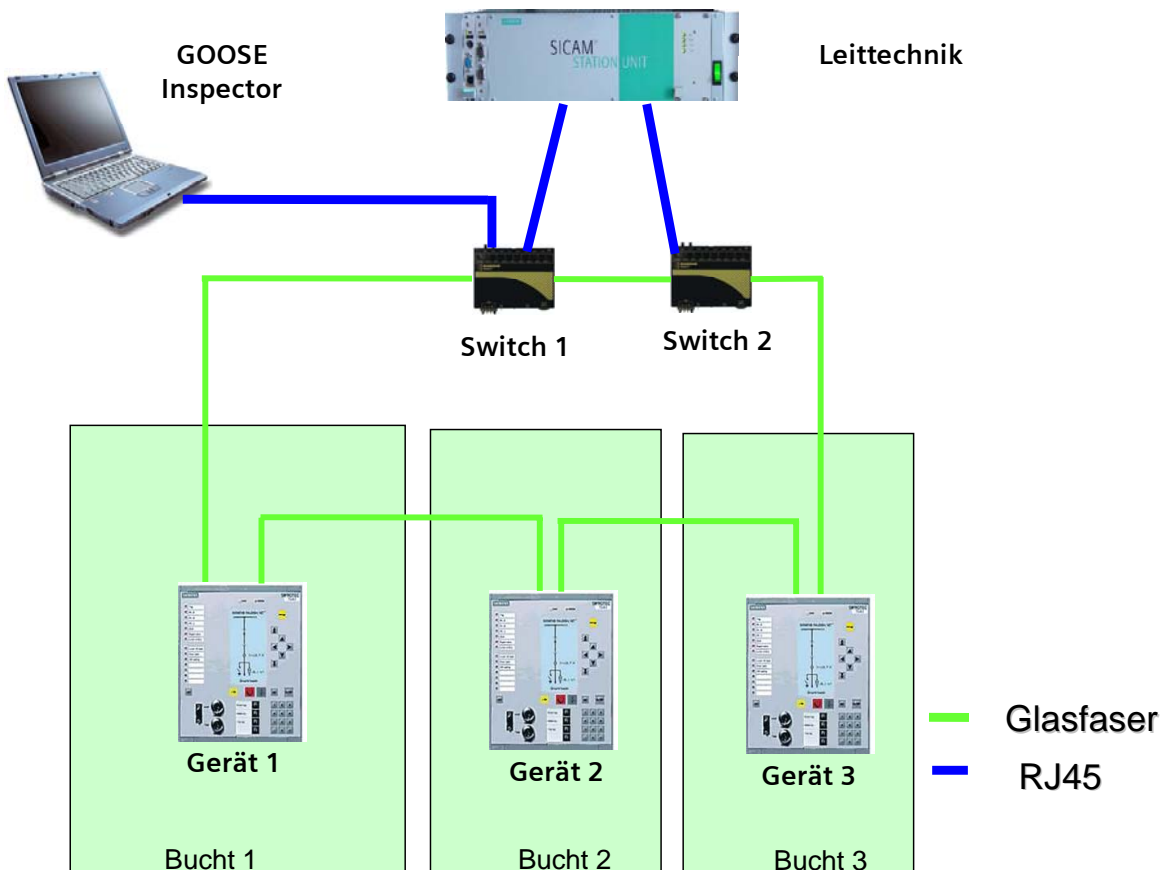 GOOSE
Inspector
SIEMENS
SICAM
STATION UNIT
Leittechnik
Switch 1
Switch 2
Gerät 1
Gerät 2
Gerät 3
Glasfaser
RJ45
Bucht 1
Bucht 2
Bucht 3